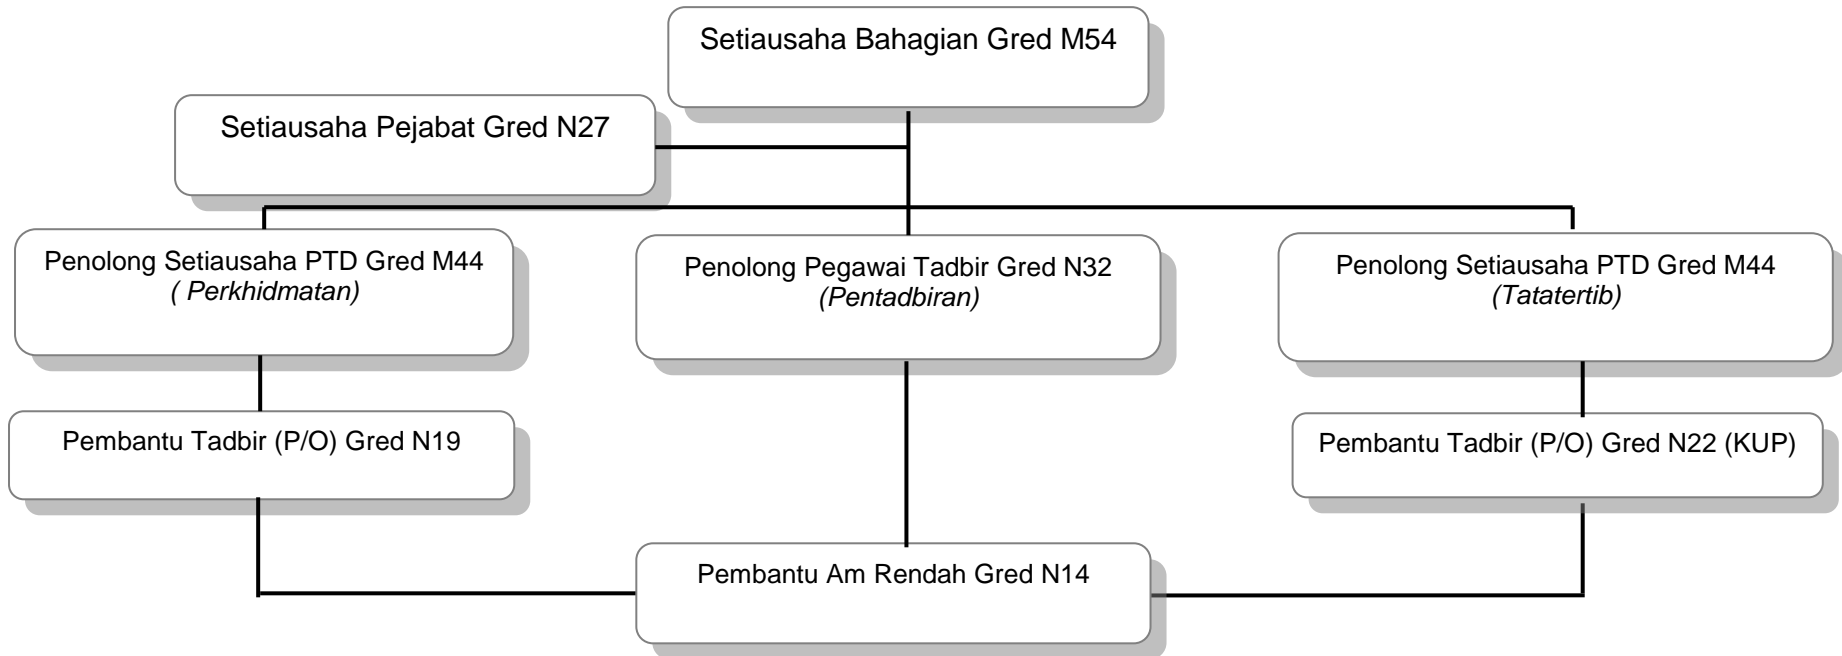 Setiausaha Bahagian Gred M54
Setiausaha Pejabat Gred N27
Penolong Setiausaha PTD Gred M44
( Perkhidmatan)
Penolong Pegawai Tadbir Gred N32
(Pentadbiran)
Penolong Setiausaha PTD Gred M44
(Tatatertib)
Pembantu Tadbir (P/O) Gred N19
Pembantu Tadbir (P/O) Gred N22 (KUP)
Pembantu Am Rendah Gred N14